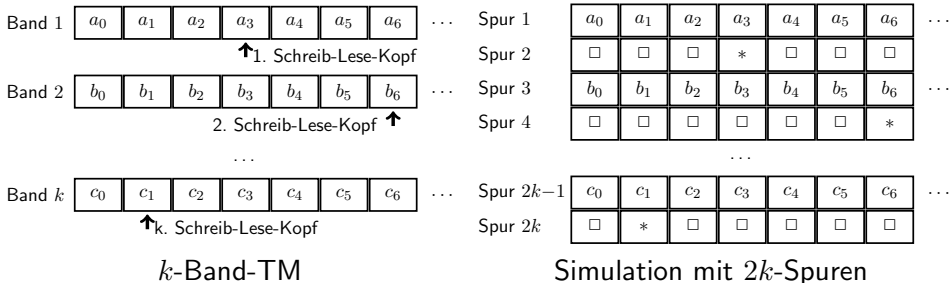 Band 1 a₀ a₁ a₂ a₃ a₄ a₅ a₆ ···
1. Schreib-Lese-Kopf
Band 2 b₀ b₁ b₂ b₃ b₄ b₅ b₆ ···
2. Schreib-Lese-Kopf
···
Band k c₀ c₁ c₂ c₃ c₄ c₅ c₆ ···
k. Schreib-Lese-Kopf
k-Band-TM
Spur 1 a₀ a₁ a₂ a₃ a₄ a₅ a₆ ···
Spur 2 □ □ □ * □ □ □
Spur 3 b₀ b₁ b₂ b₃ b₄ b₅ b₆ ···
Spur 4 □ □ □ □ □ □ *
···
Spur 2k−1 c₀ c₁ c₂ c₃ c₄ c₅ c₆ ···
Spur 2k □ * □ □ □ □ □
Simulation mit 2k-Spuren